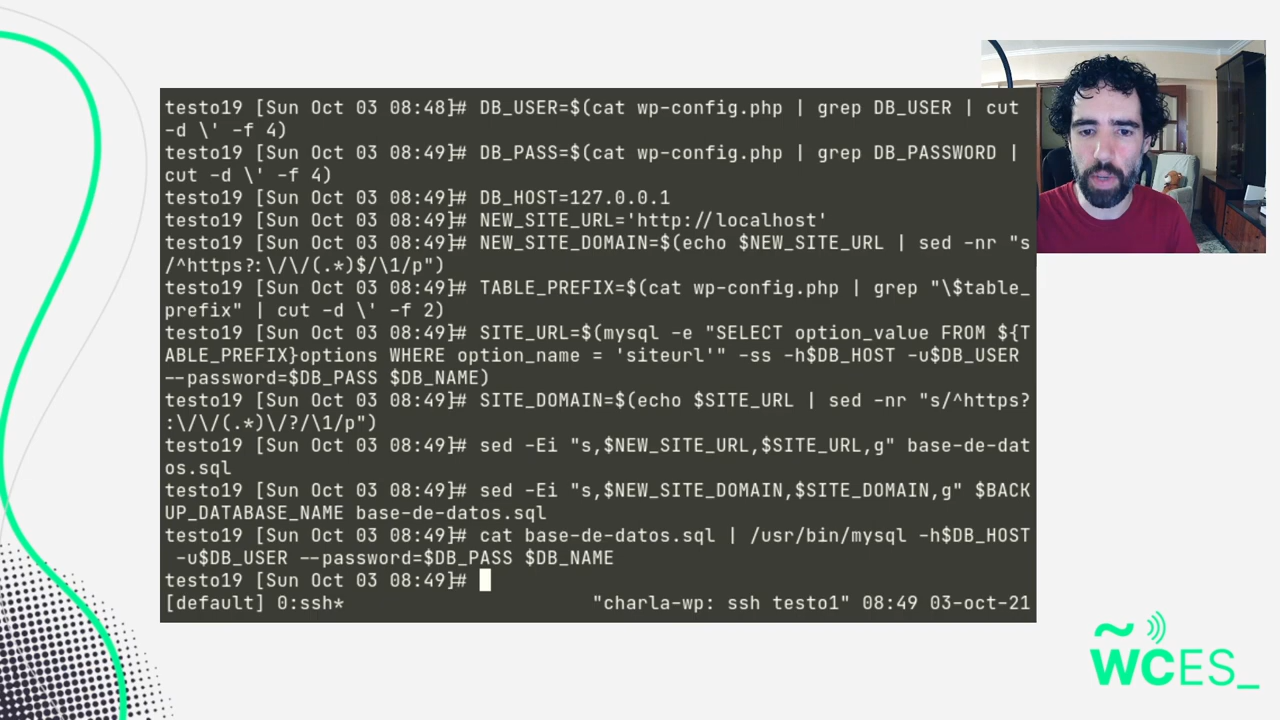 testo19 [Sun Oct 03 08:48]# DB_USER=$(cat wp-config.php | grep DB_USER | cut
-d \' -f 4)
testo19 [Sun Oct 03 08:49]# DB_PASS=$(cat wp-config.php | grep DB_PASSWORD |
cut -d \' -f 4)
testo19 [Sun Oct 03 08:49]# DB_HOST=127.0.0.1
testo19 [Sun Oct 03 08:49]# NEW_SITE_URL='http://localhost'
testo19 [Sun Oct 03 08:49]# NEW_SITE_DOMAIN=$(echo $NEW_SITE_URL | sed -nr "s
/^https?:\/\/(.*)$/\1/p")
testo19 [Sun Oct 03 08:49]# TABLE_PREFIX=$(cat wp-config.php | grep "\$table_
prefix" | cut -d \' -f 2)
testo19 [Sun Oct 03 08:49]# SITE_URL=$(mysql -e "SELECT option_value FROM ${T
ABLE_PREFIX}options WHERE option_name = 'siteurl'" -ss -h$DB_HOST -u$DB_USER
--password=$DB_PASS $DB_NAME)
testo19 [Sun Oct 03 08:49]# SITE_DOMAIN=$(echo $SITE_URL | sed -nr "s/^https?
:\/\/(.*)\/?/\1/p")
testo19 [Sun Oct 03 08:49]# sed -Ei "s,$NEW_SITE_URL,$SITE_URL,g" base-de-dat
os.sql
testo19 [Sun Oct 03 08:49]# sed -Ei "s,$NEW_SITE_DOMAIN,$SITE_DOMAIN,g" $BACK
UP_DATABASE_NAME base-de-datos.sql
testo19 [Sun Oct 03 08:49]# cat base-de-datos.sql | /usr/bin/mysql -h$DB_HOST
-u$DB_USER --password=$DB_PASS $DB_NAME
testo19 [Sun Oct 03 08:49]#
[default] 0:ssh* "charla-wp: ssh testo1" 08:49 03-oct-21
~
WCES_